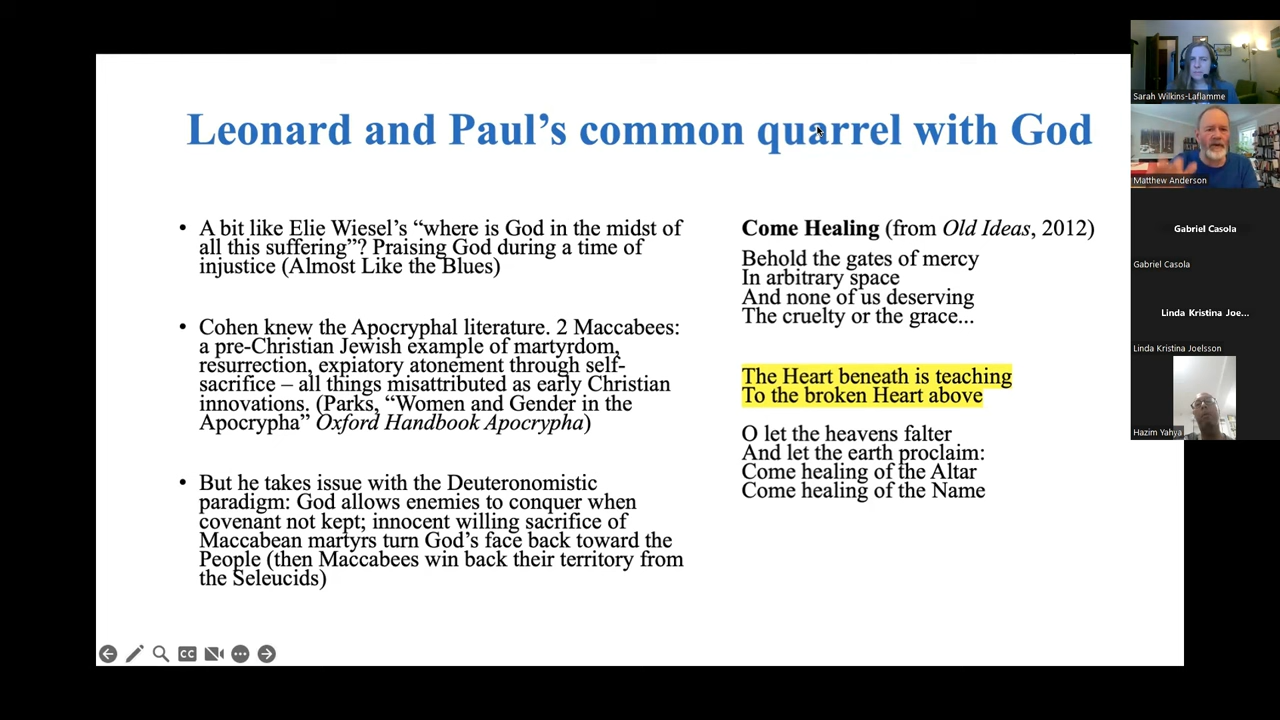 Leonard and Paul's common quarrel with God
• A bit like Elie Wiesel's “where is God in the midst of
all this suffering”? Praising God during a time of
injustice (Almost Like the Blues)
• Cohen knew the Apocryphal literature. 2 Maccabees:
a pre-Christian Jewish example of martyrdom,
resurrection, expiatory atonement through self-
sacrifice – all things misattributed as early Christian
innovations. (Parks, “Women and Gender in the
Apocrypha” Oxford Handbook Apocrypha)
• But he takes issue with the Deuteronomistic
paradigm: God allows enemies to conquer when
covenant not kept; innocent willing sacrifice of
Maccabean martyrs turn God's face back toward the
People (then Maccabees win back their territory from
the Seleucids)
Come Healing (from Old Ideas, 2012)
Behold the gates of mercy
In arbitrary space
And none of us deserving
The cruelty or the grace...
The Heart beneath is teaching
To the broken Heart above
O let the heavens falter
And let the earth proclaim:
Come healing of the Altar
Come healing of the Name
CC
Sarah Wilkins-Laflamme
Matthew Anderson
Gabriel Casola
Gabriel Casola
Linda Kristina Joe...
Linda Kristina Joelsson
Hazim Yahya